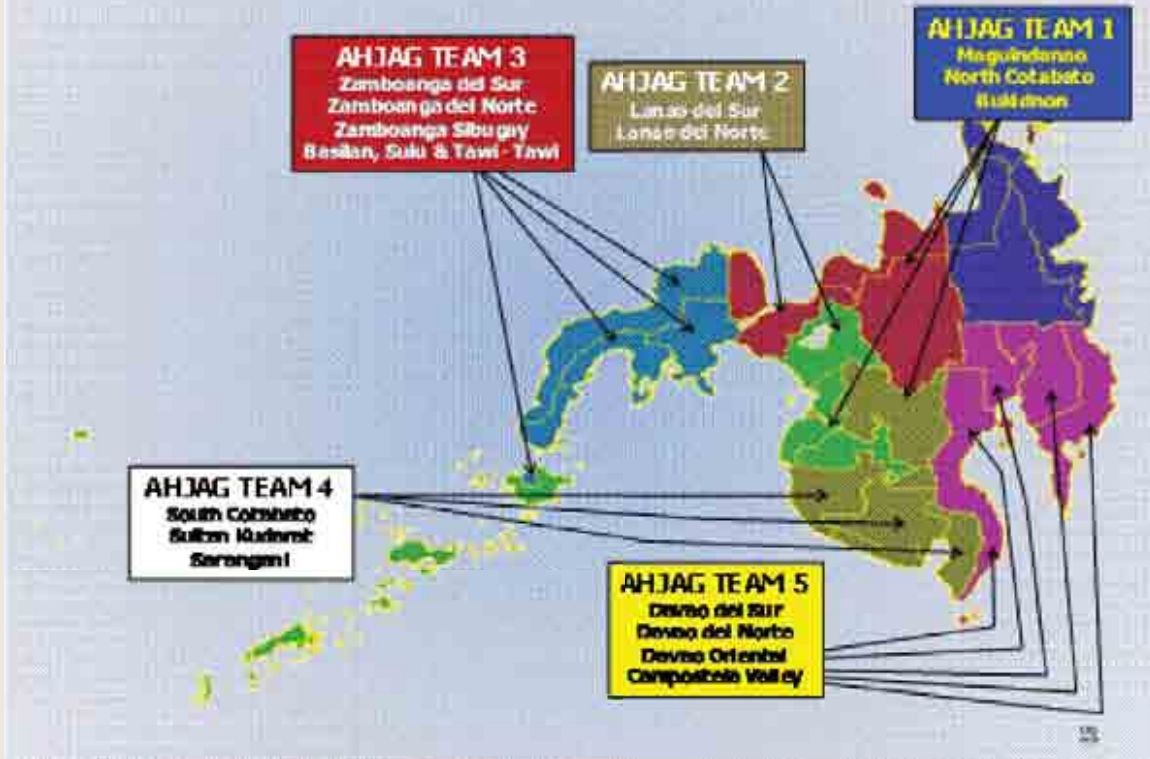 AHJAG TEAM 3
Zamboanga del Sur
Zamboanga del Norte
Zamboanga Sibugay
Basilan, Sulu & Tawi-Tawi
AHJAG TEAM 2
Lanao del Sur
Lanao del Norte
AHJAG TEAM 1
Maguindanao
North Cotabato
Bukidnon
AHJAG TEAM 4
South Cotabato
Sultan Kudarat
Sarangani
AHJAG TEAM 5
Davao del Sur
Davao del Norte
Davao Oriental
Compostela Valley